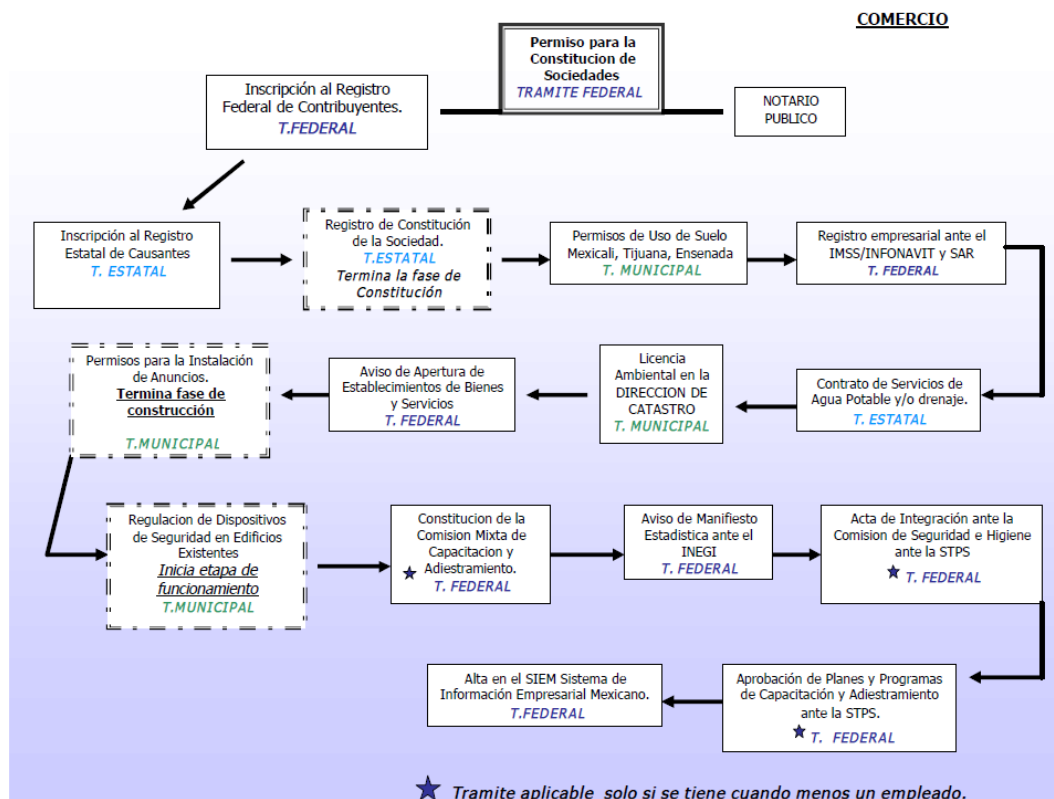 COMERCIO
Permiso para la
Constitucion de
Sociedades
TRAMITE FEDERAL
Inscripción al Registro
Federal de Contribuyentes.
T.FEDERAL
NOTARIO
PUBLICO
Inscripción al Registro
Estatal de Causantes
T. ESTATAL
Registro de Constitución
de la Sociedad.
T.ESTATAL
Termina la fase de
Constitución
Permisos de Uso de Suelo
Mexicali, Tijuana, Ensenada
T. MUNICIPAL
Registro empresarial ante el
IMSS/INFONAVIT y SAR
T. FEDERAL
Permisos para la Instalación
de Anuncios.
Termina fase de
construcción
T.MUNICIPAL
Aviso de Apertura de
Establecimientos de Bienes
y Servicios
T. FEDERAL
Licencia
Ambiental en la
DIRECCION DE
CATASTRO
T. MUNICIPAL
Contrato de Servicios de
Agua Potable y/o drenaje.
T. ESTATAL
Regulacion de Dispositivos
de Seguridad en Edificios
Existentes
Inicia etapa de
funcionamiento
T.MUNICIPAL
Constitucion de la
Comision Mixta de
Capacitacion y
Adiestramiento.
T. FEDERAL
Aviso de Manifiesto
Estadistica ante el
INEGI
T. FEDERAL
Acta de Integración ante la
Comision de Seguridad e Higiene
ante la STPS
T. FEDERAL
Alta en el SIEM Sistema de
Información Empresarial Mexicano.
T.FEDERAL
Aprobación de Planes y Programas
de Capacitación y Adiestramiento
ante la STPS.
T. FEDERAL
Tramite aplicable solo si se tiene cuando menos un empleado.